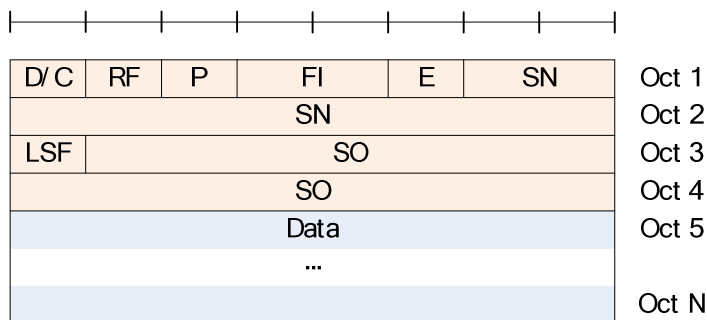 D/C RF P FI E SN Oct 1
SN Oct 2
LSF SO Oct 3
SO Oct 4
Data Oct 5
...
Oct N